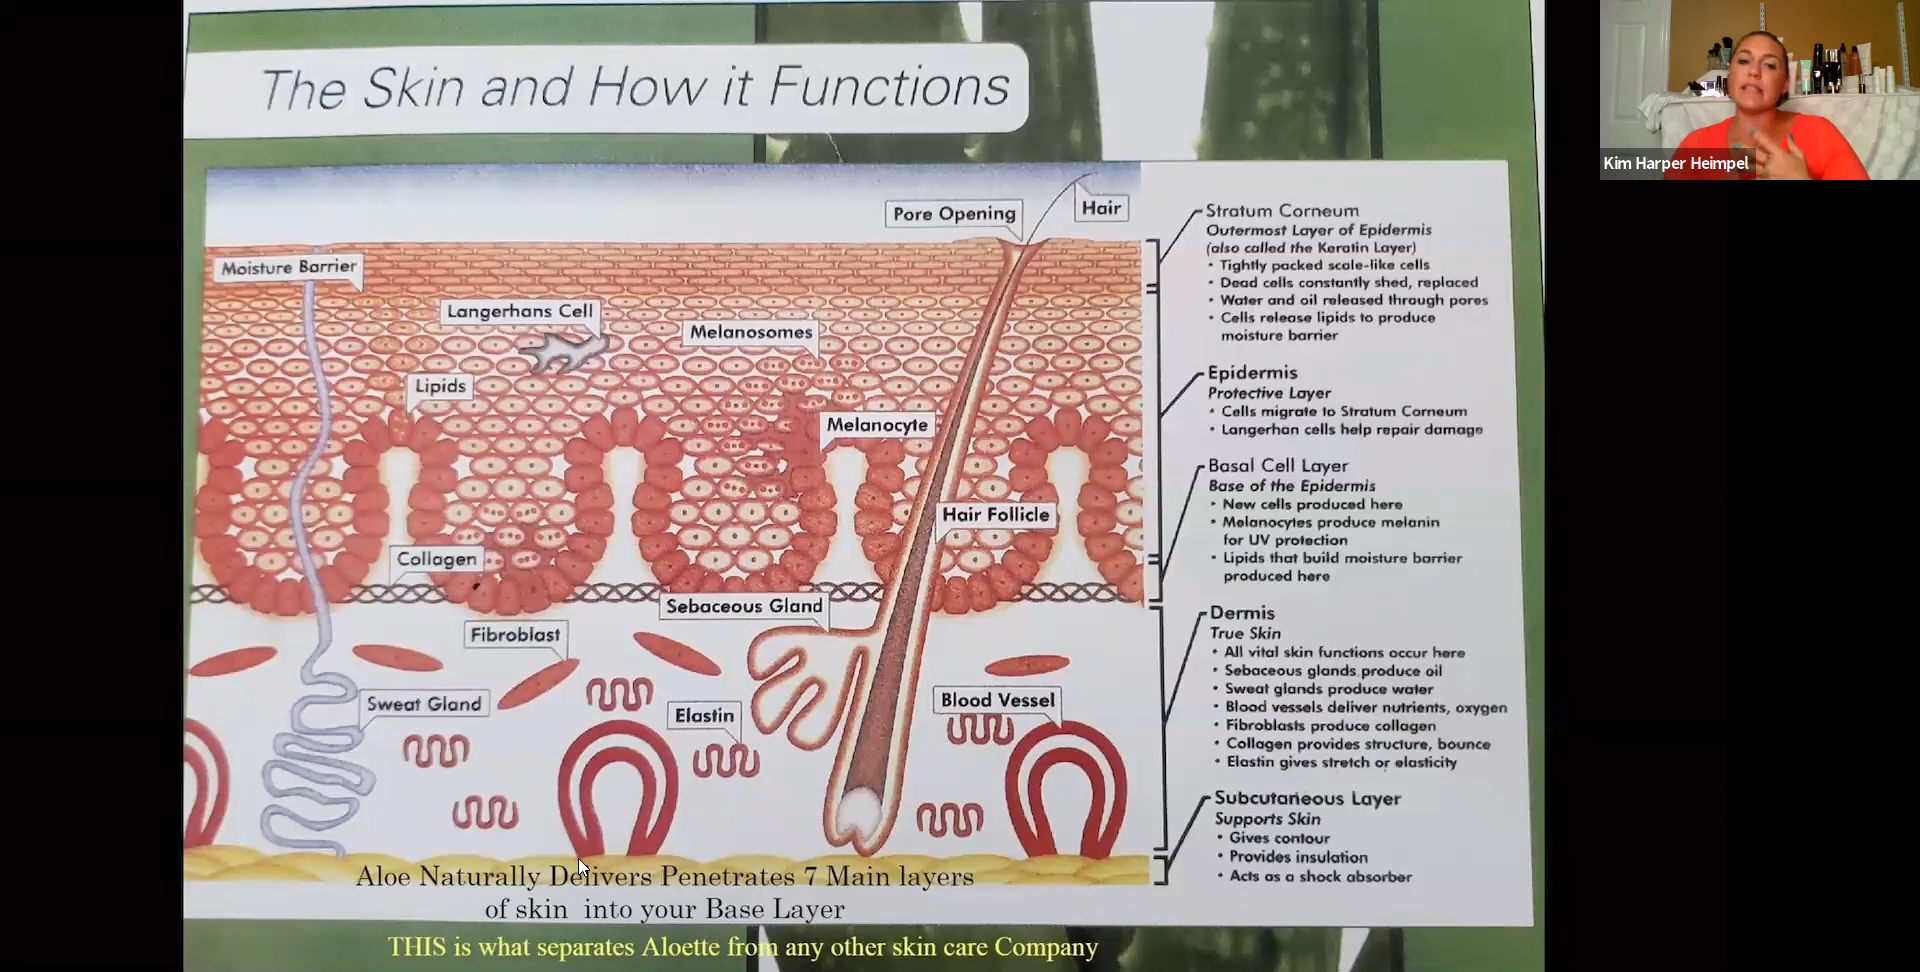 The Skin and How it Functions
Kim Harper Heimpel
Pore Opening
Hair
Moisture Barrier
Langerhans Cell
Melanosomes
Lipids
Melanocyte
Hair Follicle
Collagen
Sebaceous Gland
Fibroblast
Sweat Gland
Elastin
Blood Vessel
Stratum Corneum
Outermost Layer of Epidermis
(also called the Keratin Layer)
• Tightly packed scale-like cells
• Dead cells constantly shed, replaced
• Water and oil released through pores
• Cells release lipids to produce
moisture barrier
Epidermis
Protective Layer
• Cells migrate to Stratum Corneum
• Langerhan cells help repair damage
Basal Cell Layer
Base of the Epidermis
• New cells produced here
• Melanocytes produce melanin
for UV protection
• Lipids that build moisture barrier
produced here
Dermis
True Skin
• All vital skin functions occur here
• Sebaceous glands produce oil
• Sweat glands produce water
• Blood vessels deliver nutrients, oxygen
• Fibroblasts produce collagen
• Collagen provides structure, bounce
• Elastin gives stretch or elasticity
Subcutaneous Layer
Supports Skin
• Gives contour
• Provides insulation
• Acts as a shock absorber
Aloe Naturally Delivers Penetrates 7 Main layers
of skin into your Base Layer
THIS is what separates Aloette from any other skin care Company